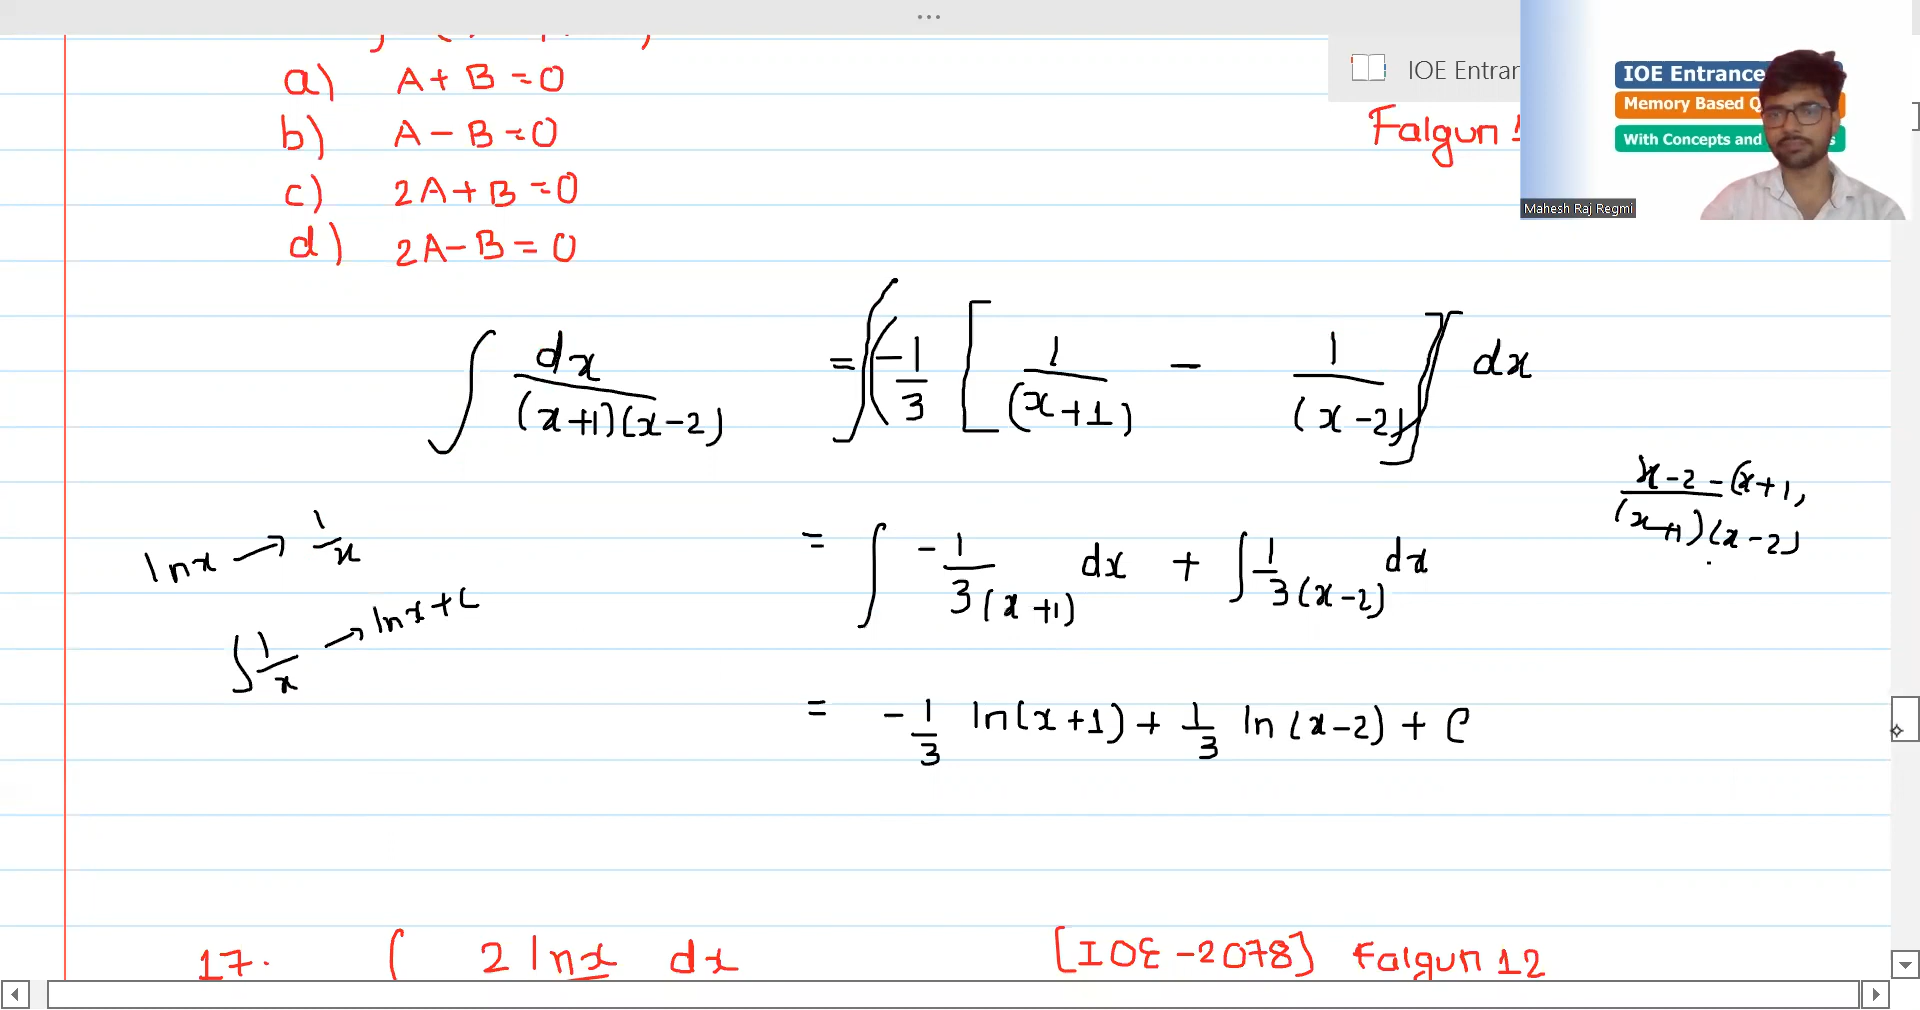 IOE Entran
IOE Entrance
Memory Based Q
With Concepts and s
Mahesh Raj Regmi
a) A + B = 0
b) A - B = 0
c) 2A + B = 0
d) 2A - B = 0
Falgun 1
∫ dx/((x+1)(x-2)) = ∫(-1/3 [1/(x+1) - 1/(x-2)]) dx
x-2-(x+1)/(x+1)(x-2)
ln x → 1/x
= ∫ -1/3(x+1) dx + ∫ 1/3(x-2) dx
∫ 1/x → ln x + C
= -1/3 ln(x+1) + 1/3 ln(x-2) + C
17. ∫ 2 ln x dx [IOE-2078] Falgun 12